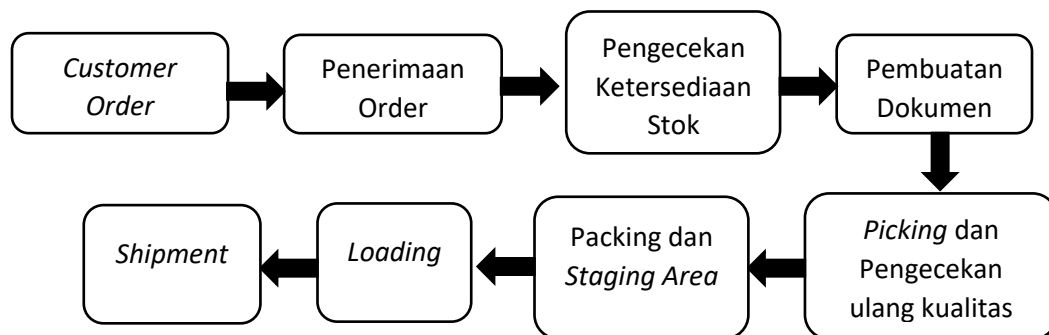 Customer
Order
Penerimaan
Order
Pengecekan
Ketersediaan
Stok
Pembuatan
Dokumen
Picking dan
Pengecekan
ulang kualitas
Packing dan
Staging Area
Loading
Shipment